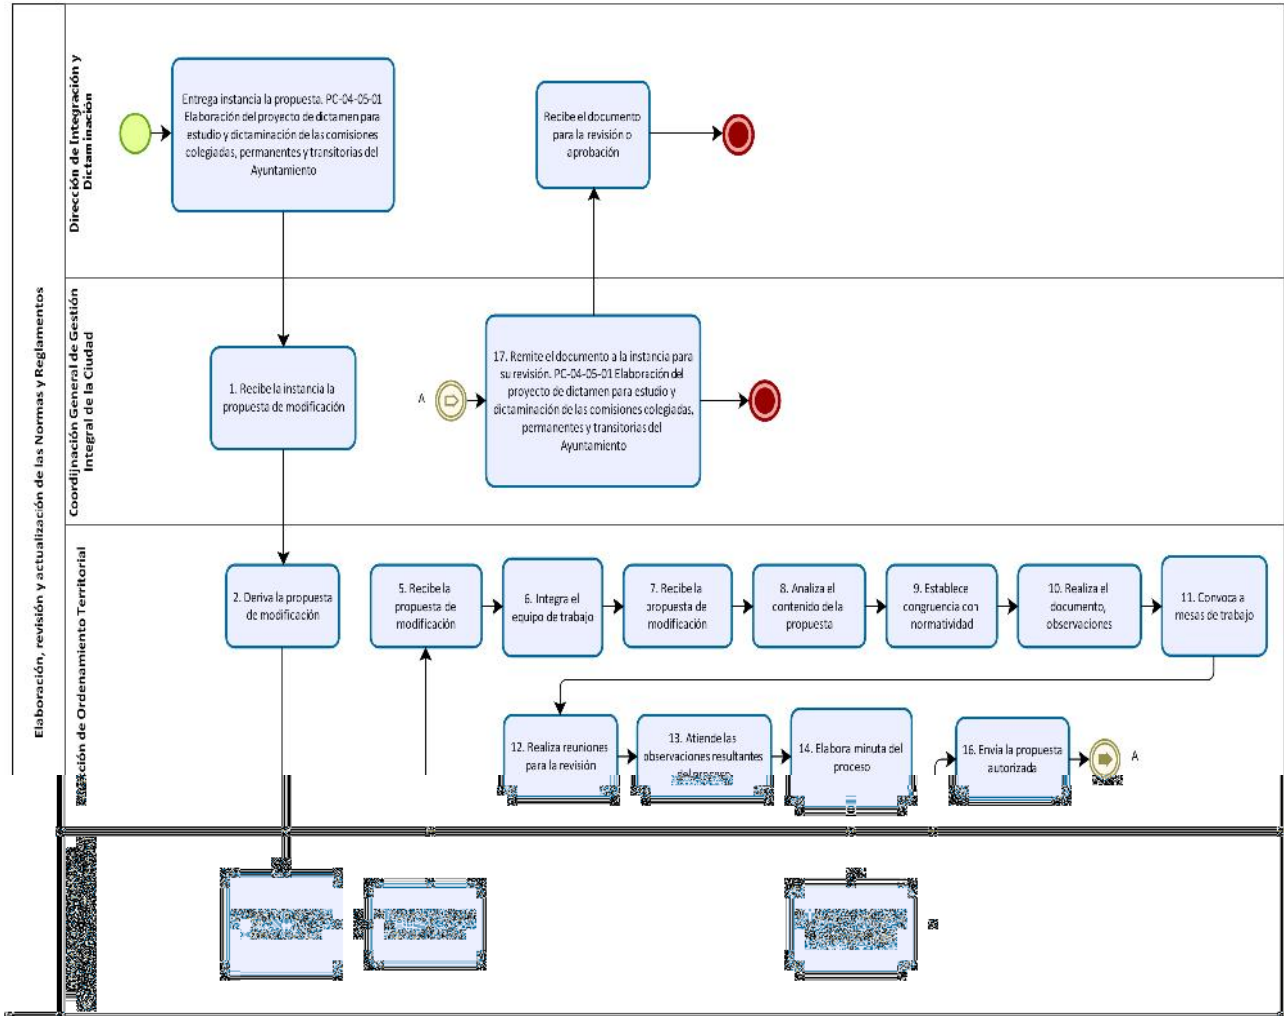 Elaboración, revisión y actualización de las Normas y Reglamentos
Dirección de Integración y
Dictaminación
Entrega instancia la propuesta. PC-04-05-01
Elaboración del proyecto de dictamen para
estudio y dictaminación de las comisiones
colegiadas, permanentes y transitorias del
Ayuntamiento
Recibe el documento
para la revisión o
aprobación
Coordijnación General de Gestión
Integral de la Ciudad
1. Recibe la instancia la
propuesta de modificación
A
17. Remite el documento a la instancia para
su revisión. PC-04-05-01 Elaboración del
proyecto de dictamen para estudio y
dictaminación de las comisiones colegiadas,
permanentes y transitorias del
Ayuntamiento
de Ordenamiento Territorial
2. Deriva la propuesta
de modificación
5. Recibe la
propuesta de
modificación
6. Integra el
equipo de trabajo
7. Recibe la
propuesta de
modificación
8. Analiza el
contenido de la
propuesta
9. Establece
congruencia con
normatividad
10. Realiza el
documento,
observaciones
11. Convoca a
mesas de trabajo
12. Realiza reuniones
para la revisión
13. Atiende las
observaciones resultantes
del proceso
14. Elabora minuta del
proceso
16. Envía la propuesta
autorizada
A